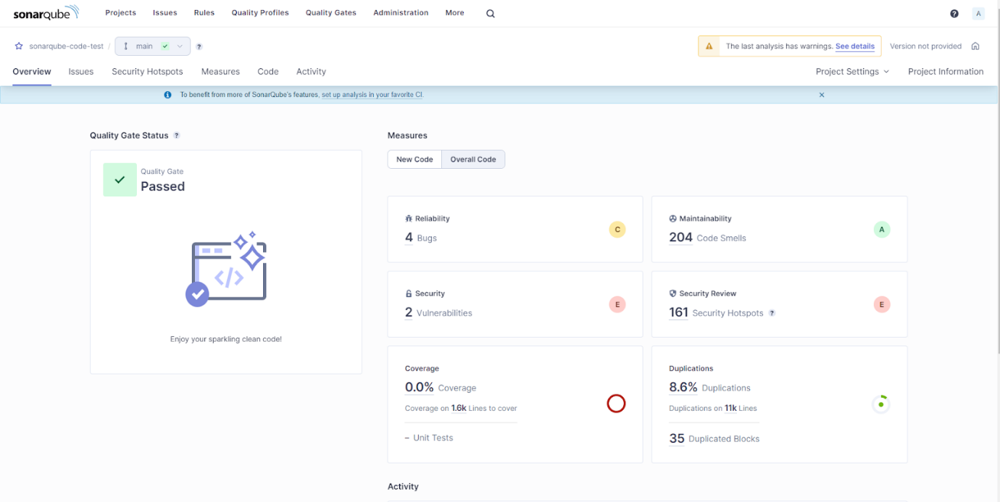 sonarqube
Projects Issues Rules Quality Profiles Quality Gates Administration More ? A
sonarqube-code-test / main ?
The last analysis has warnings. See details Version not provided
Overview Issues Security Hotspots Measures Code Activity Project Settings Project Information
To benefit from more of SonarQube's features, set up analysis in your favorite CI.
Quality Gate Status ?
Quality Gate
Passed
</>
Enjoy your sparkling clean code!
Measures
New Code Overall Code
Reliability
4 Bugs
C
Maintainability
204 Code Smells
A
Security
2 Vulnerabilities
E
Security Review
161 Security Hotspots ?
E
Coverage
0.0% Coverage
Coverage on 1.6k Lines to cover
– Unit Tests
Duplications
8.6% Duplications
Duplications on 11k Lines
35 Duplicated Blocks
Activity